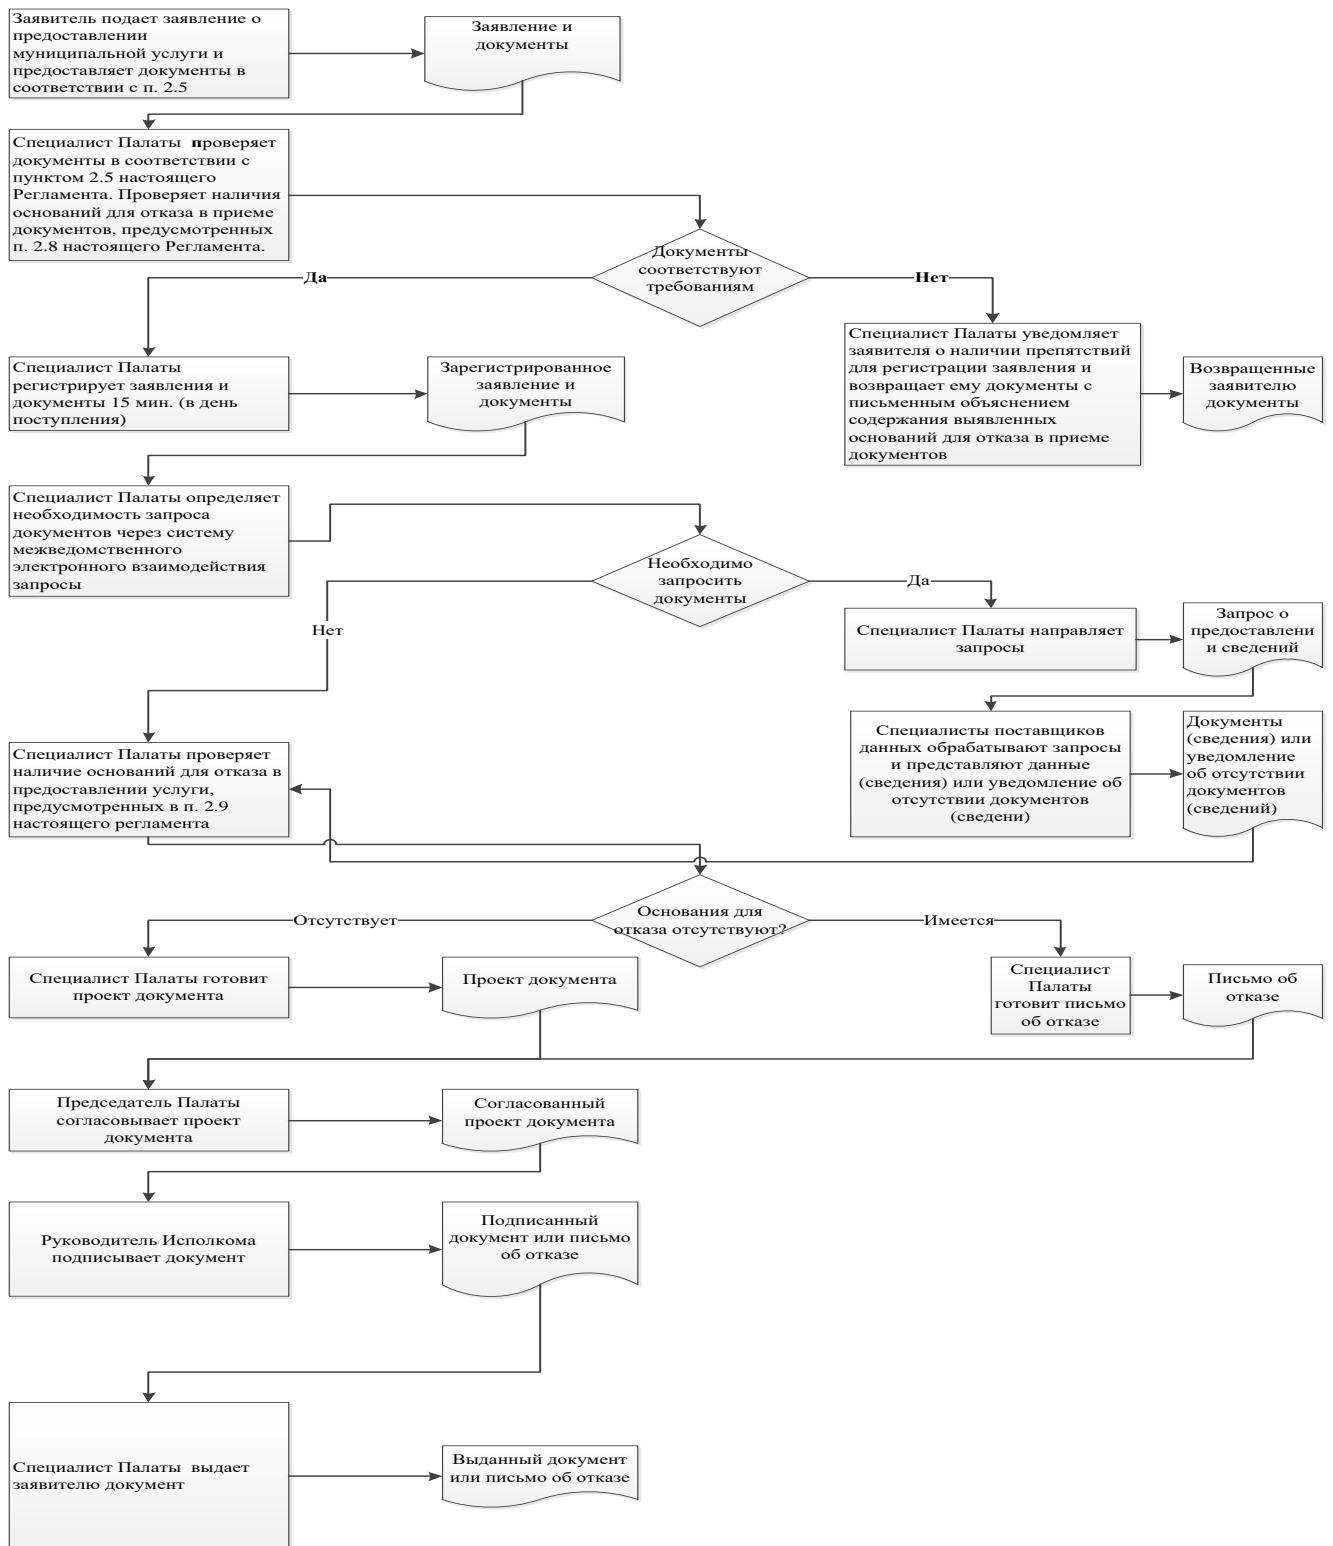 Заявитель подает заявление о
предоставлении
муниципальной услуги и
предоставляет документы в
соответствии с п. 2.5
Заявление и
документы
Специалист Палаты  проверяет
документы в соответствии с
пунктом 2.5 настоящего
Регламента. Проверяет наличия
оснований для отказа в приеме
документов, предусмотренных
п. 2.8 настоящего Регламента.
Документы
соответствуют
требованиям
Да
Нет
Специалист Палаты
регистрирует заявления и
документы 15 мин. (в день
поступления)
Зарегистрированное
заявление и
документы
Специалист Палаты уведомляет
заявителя о наличии препятствий
для регистрации заявления и
возвращает ему документы с
письменным объяснением
содержания выявленных
оснований для отказа в приеме
документов
Возвращенные
заявителю
документы
Специалист Палаты определяет
необходимость запроса
документов через систему
межведомственного
электронного взаимодействия
запросы
Необходимо
запросить
документы
Да
Нет
Специалист Палаты направляет
запросы
Запрос о
предоставлени
и сведений
Специалисты поставщиков
данных обрабатывают запросы
и представляют данные
(сведения) или уведомление об
отсутствии документов
(сведени)
Документы
(сведения) или
уведомление
об отсутствии
документов
(сведений)
Специалист Палаты проверяет
наличие оснований для отказа в
предоставлении услуги,
предусмотренных в п. 2.9
настоящего регламента
Основания для
отказа отсутствуют?
Отсутствует
Имеется
Специалист Палаты готовит
проект документа
Проект документа
Специалист
Палаты
готовит письмо
об отказе
Письмо об
отказе
Председатель Палаты
согласовывает проект
документа
Согласованный
проект документа
Руководитель Исполкома
подписывает документ
Подписанный
документ или письмо
об отказе
Специалист Палаты  выдает
заявителю документ
Выданный документ
или письмо об отказе